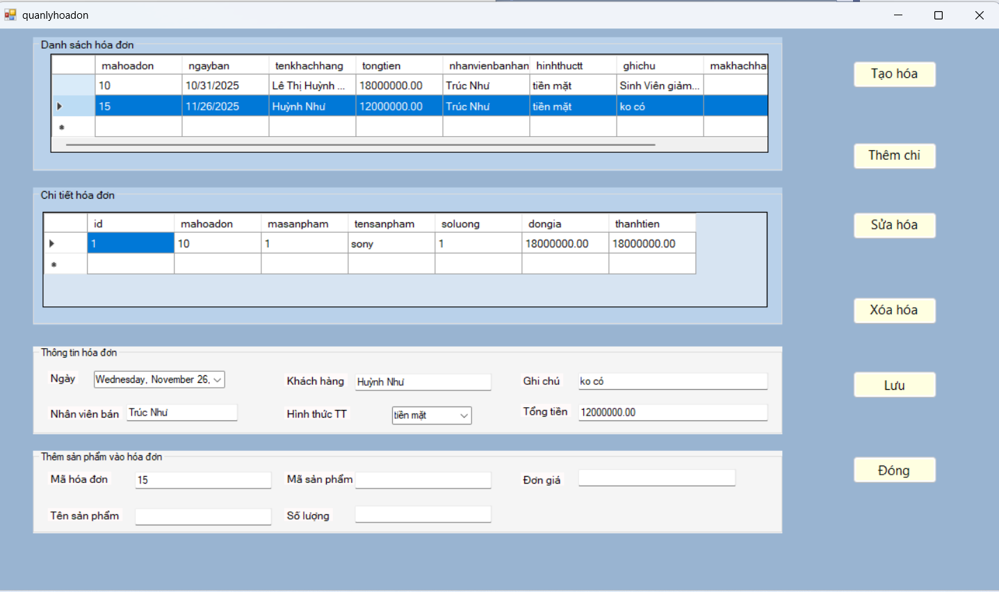 quanlyhoadon
Danh sách hóa đơn
mahoadon ngayban tenkhachhang tongtien nhanvienbanhan hinhthuctt ghichu makhachha
10 10/31/2025 Lê Thị Huỳnh ... 18000000.00 Trúc Như tiền mặt Sinh Viên giảm...
15 11/26/2025 Huỳnh Như 12000000.00 Trúc Như tiền mặt ko có
Chi tiết hóa đơn
id mahoadon masanpham tensanpham soluong dongia thanhtien
1 10 1 sony 1 18000000.00 18000000.00
Thông tin hóa đơn
Ngày Wednesday, November 26, Khách hàng Huỳnh Như Ghi chú ko có
Nhân viên bán Trúc Như Hình thức TT tiền mặt Tổng tiền 12000000.00
Thêm sản phẩm vào hóa đơn
Mã hóa đơn 15 Mã sản phẩm Đơn giá
Tên sản phẩm Số lượng
Tạo hóa
Thêm chi
Sửa hóa
Xóa hóa
Lưu
Đóng